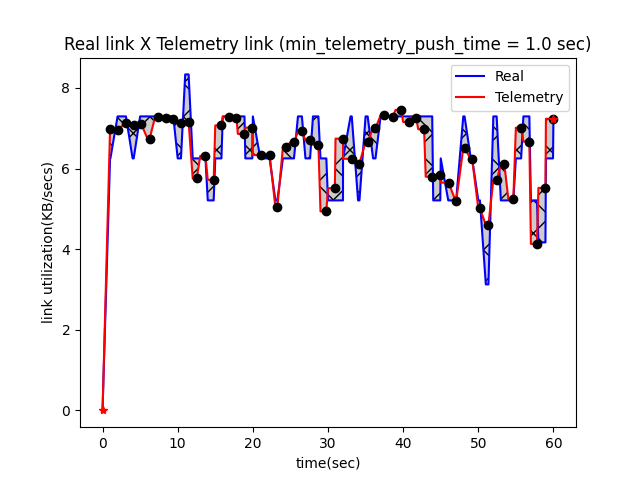 Real link X Telemetry link (min_telemetry_push_time = 1.0 sec)
Real
Telemetry
link utilization(KB/secs)
8
6
4
2
0
0 10 20 30 40 50 60
time(sec)